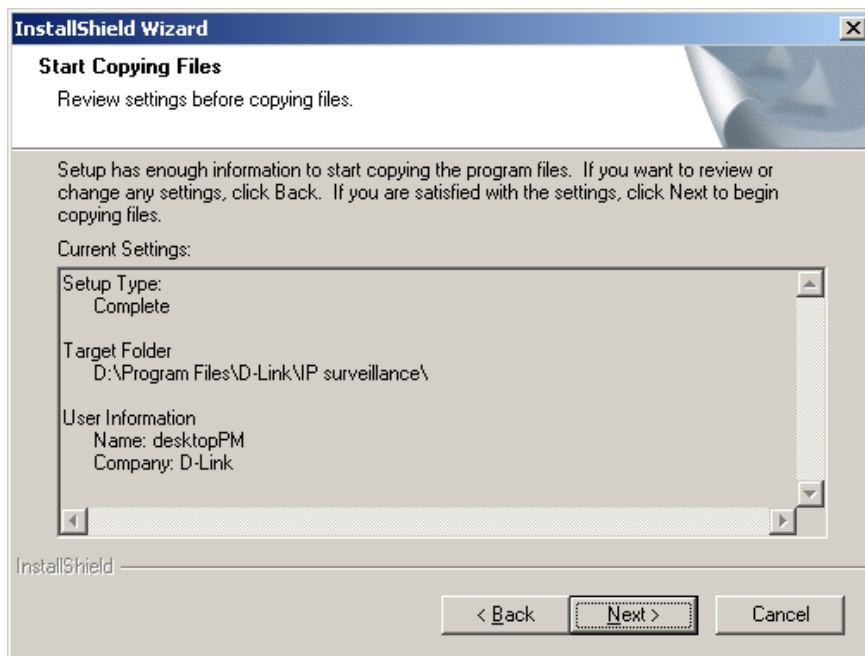 InstallShield Wizard
Start Copying Files
Review settings before copying files.
Setup has enough information to start copying the program files.  If you want to review or
change any settings, click Back.  If you are satisfied with the settings, click Next to begin
copying files.
Current Settings:
Setup Type:
Complete
Target Folder
D:\Program Files\D-Link\IP surveillance\
User Information
Name: desktopPM
Company: D-Link
InstallShield
< Back
Next >
Cancel